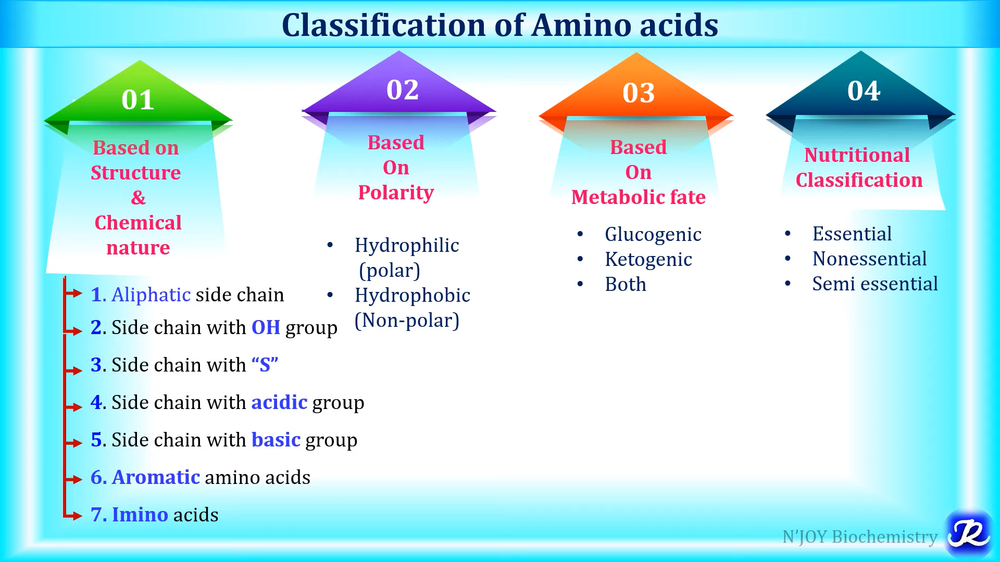 Classification of Amino acids
01
Based on
Structure
&
Chemical
nature
1. Aliphatic side chain
2. Side chain with OH group
3. Side chain with “S”
4. Side chain with acidic group
5. Side chain with basic group
6. Aromatic amino acids
7. Imino acids
02
Based
On
Polarity
• Hydrophilic
(polar)
• Hydrophobic
(Non-polar)
03
Based
On
Metabolic fate
• Glucogenic
• Ketogenic
• Both
04
Nutritional
Classification
• Essential
• Nonessential
• Semi essential
N’JOY Biochemistry
JR